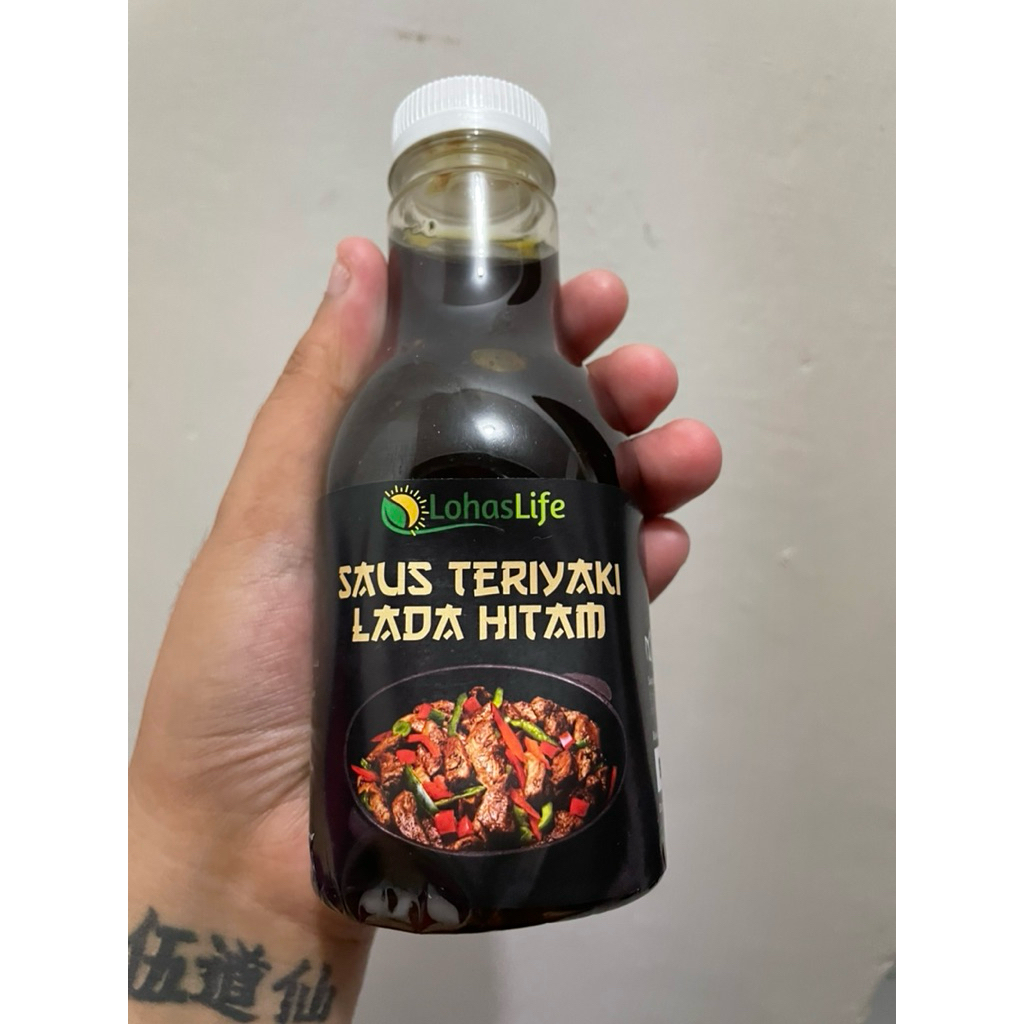 LohasLife
SAUS TERIYAKI
LADA HITAM
伍道仙